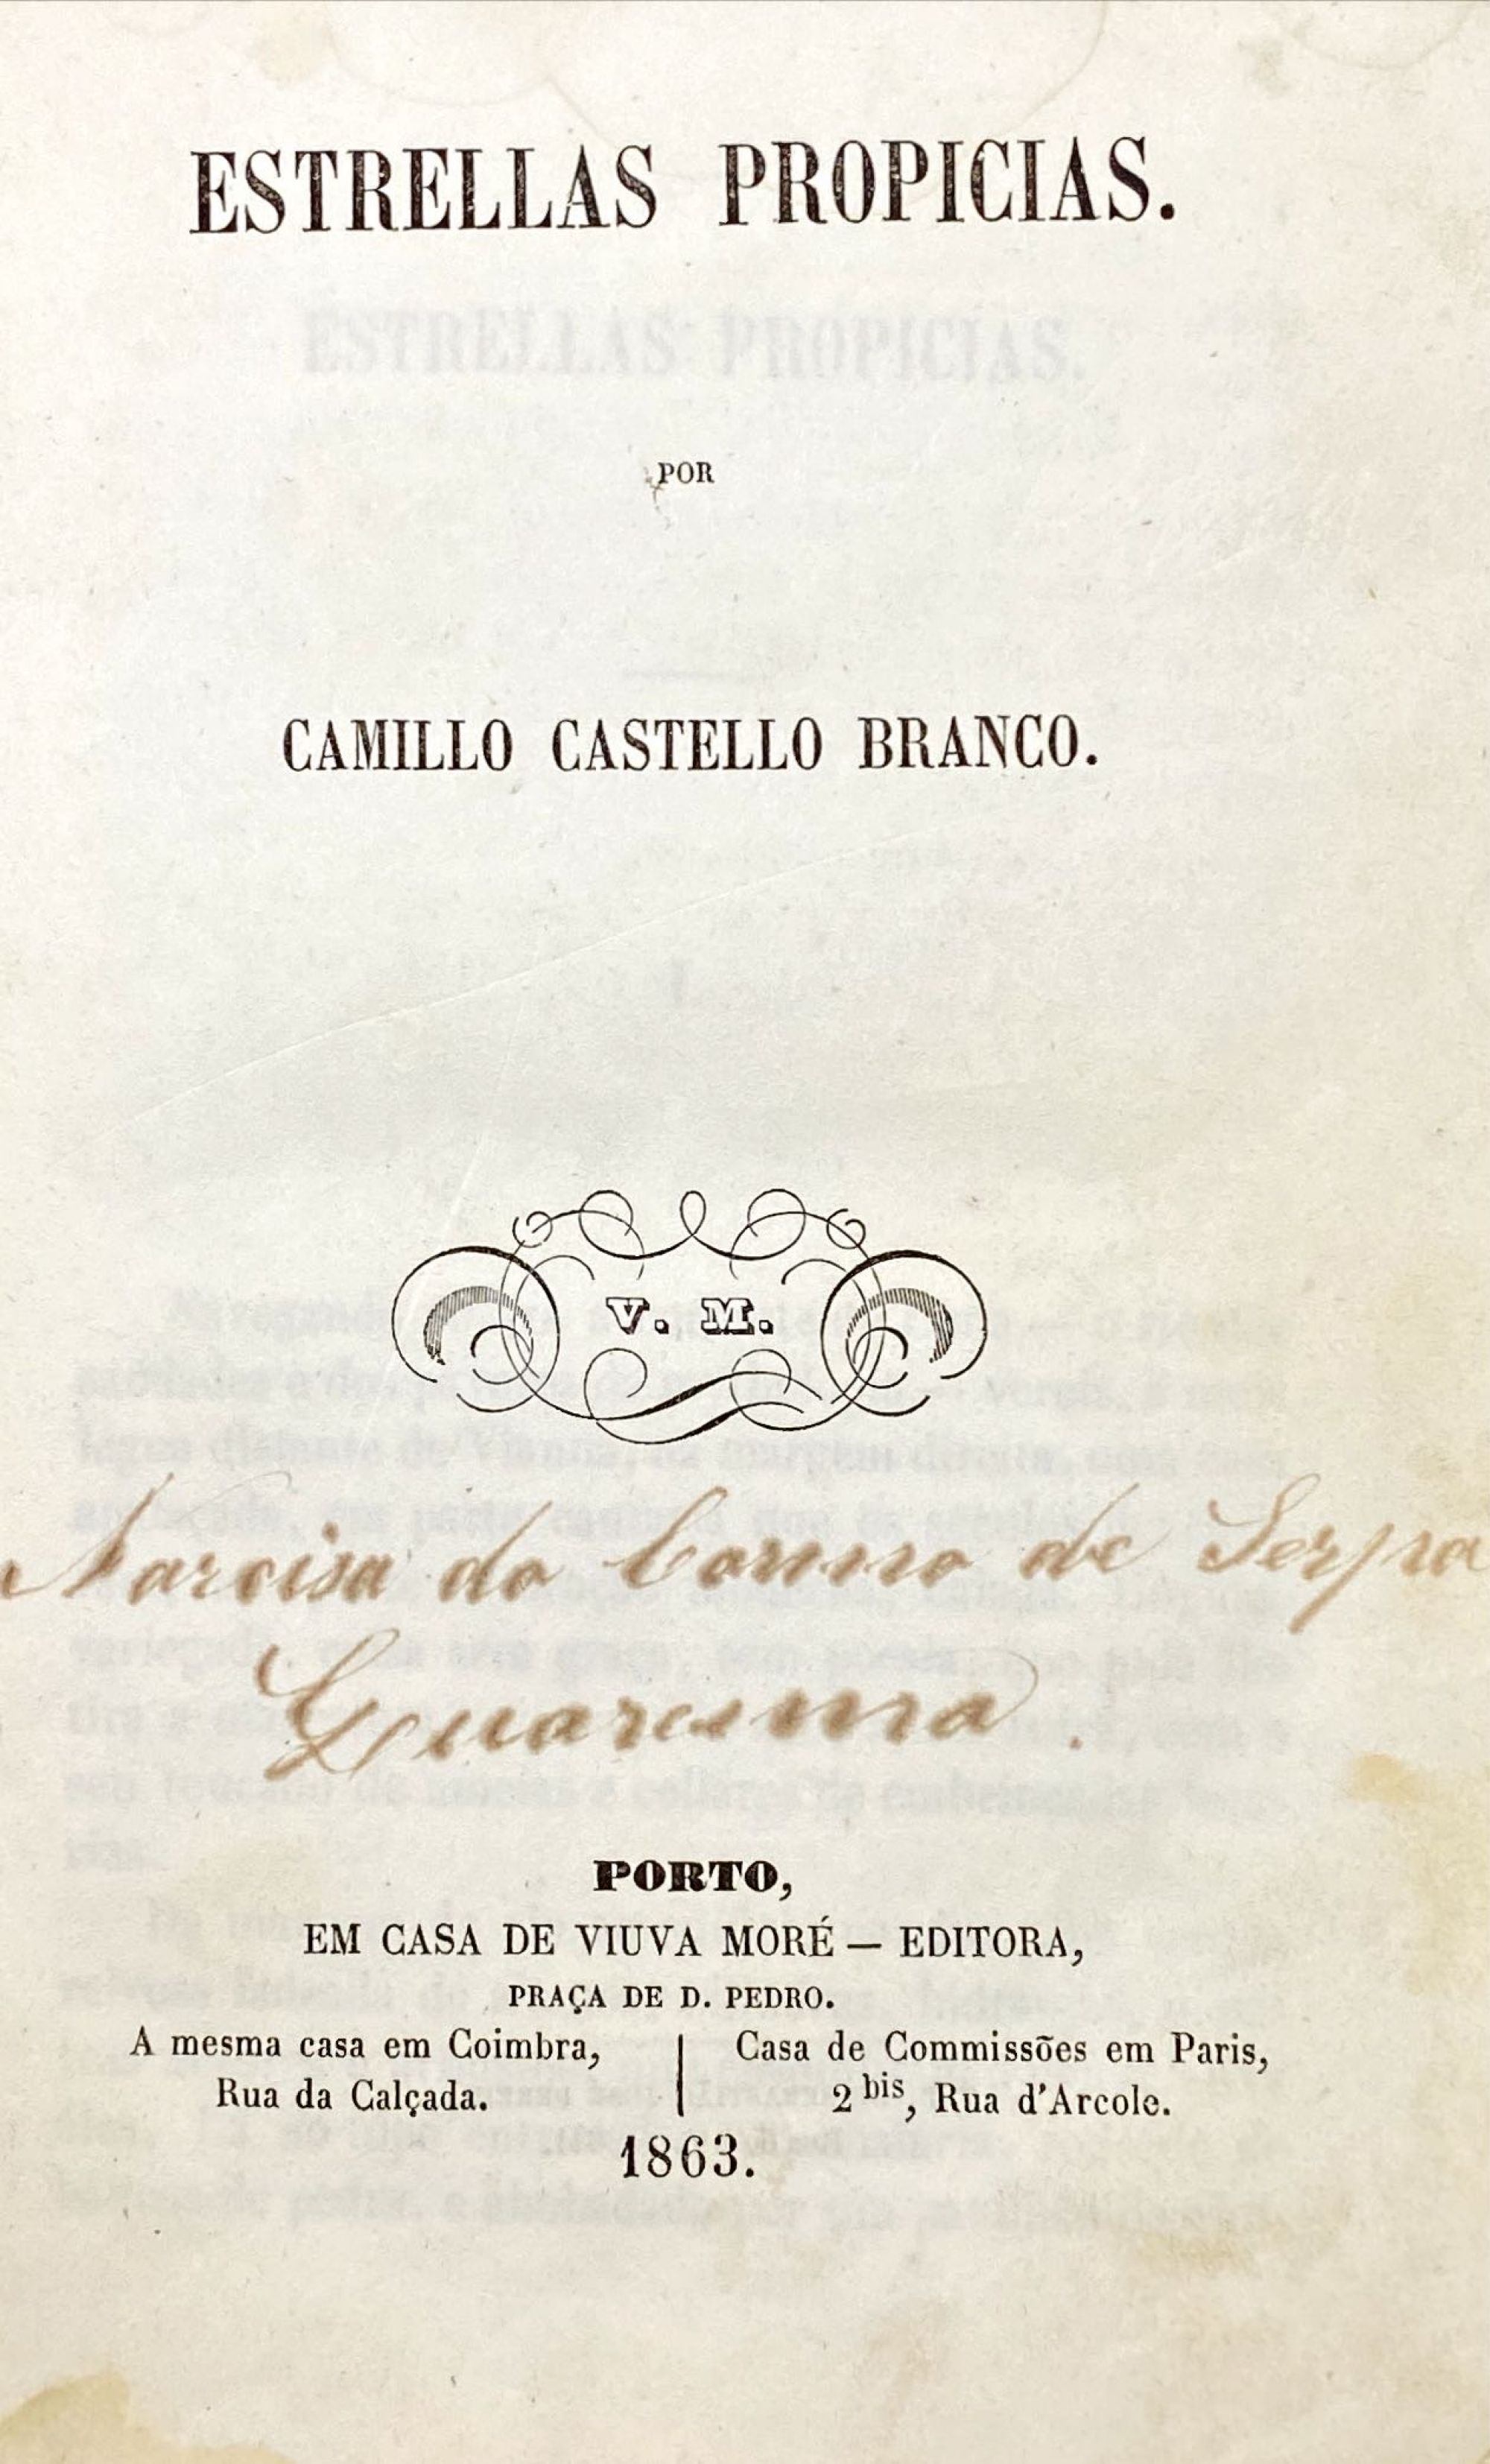 ESTRELLAS PROPICIAS.
POR
CAMILLO CASTELLO BRANCO.
V. M.
Narcisa do Carmo de Serpa
Quaresma.
PORTO,
EM CASA DE VIUVA MORÉ — EDITORA,
PRAÇA DE D. PEDRO.
A mesma casa em Coimbra,
Rua da Calçada.
Casa de Commissões em Paris,
2 bis, Rua d'Arcole.
1863.